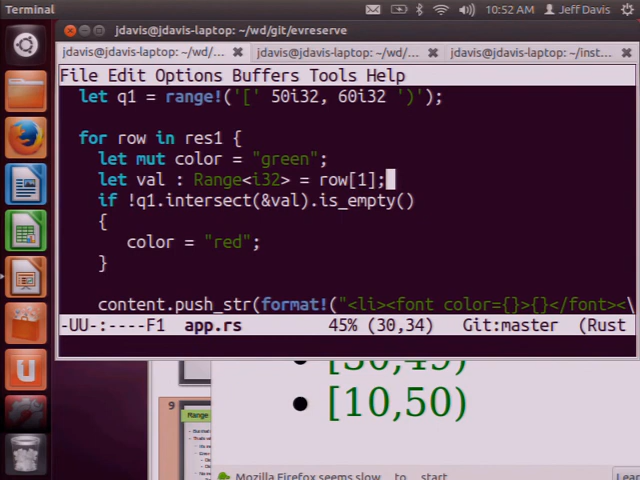 Terminal
10:52 AM
Jeff Davis
jdavis@jdavis-laptop: ~/wd/git/evreserve
jdavis@jdavis-laptop: ~/wd/...
jdavis@jdavis-laptop: ~/wd/...
jdavis@jdavis-laptop: ~/inst...
File Edit Options Buffers Tools Help
let q1 = range!('[' 50i32, 60i32 ')');
for row in res1 {
let mut color = "green";
let val : Range<i32> = row[1];
if !q1.intersect(&val).is_empty()
{
color = "red";
}
content.push_str(format!("<li><font color={}>{}</font><\
-UU-:----F1 app.rs 45% (30,34) Git:master (Rust
[10,50)
9
Range
Mozilla Firefox seems slow... to... start.